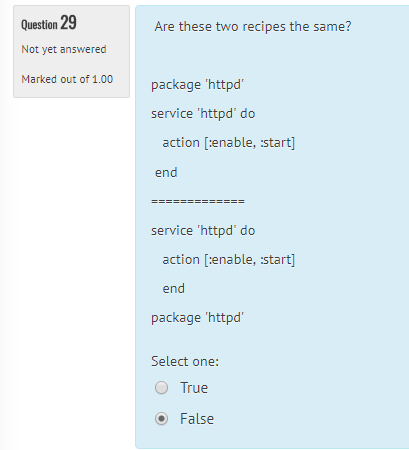 Question 29
Not yet answered
Marked out of 1.00
Are these two recipes the same?
package 'httpd'
service 'httpd' do
action [:enable, :start]
end
=============
service 'httpd' do
action [:enable, :start]
end
package 'httpd'
Select one:
True
False